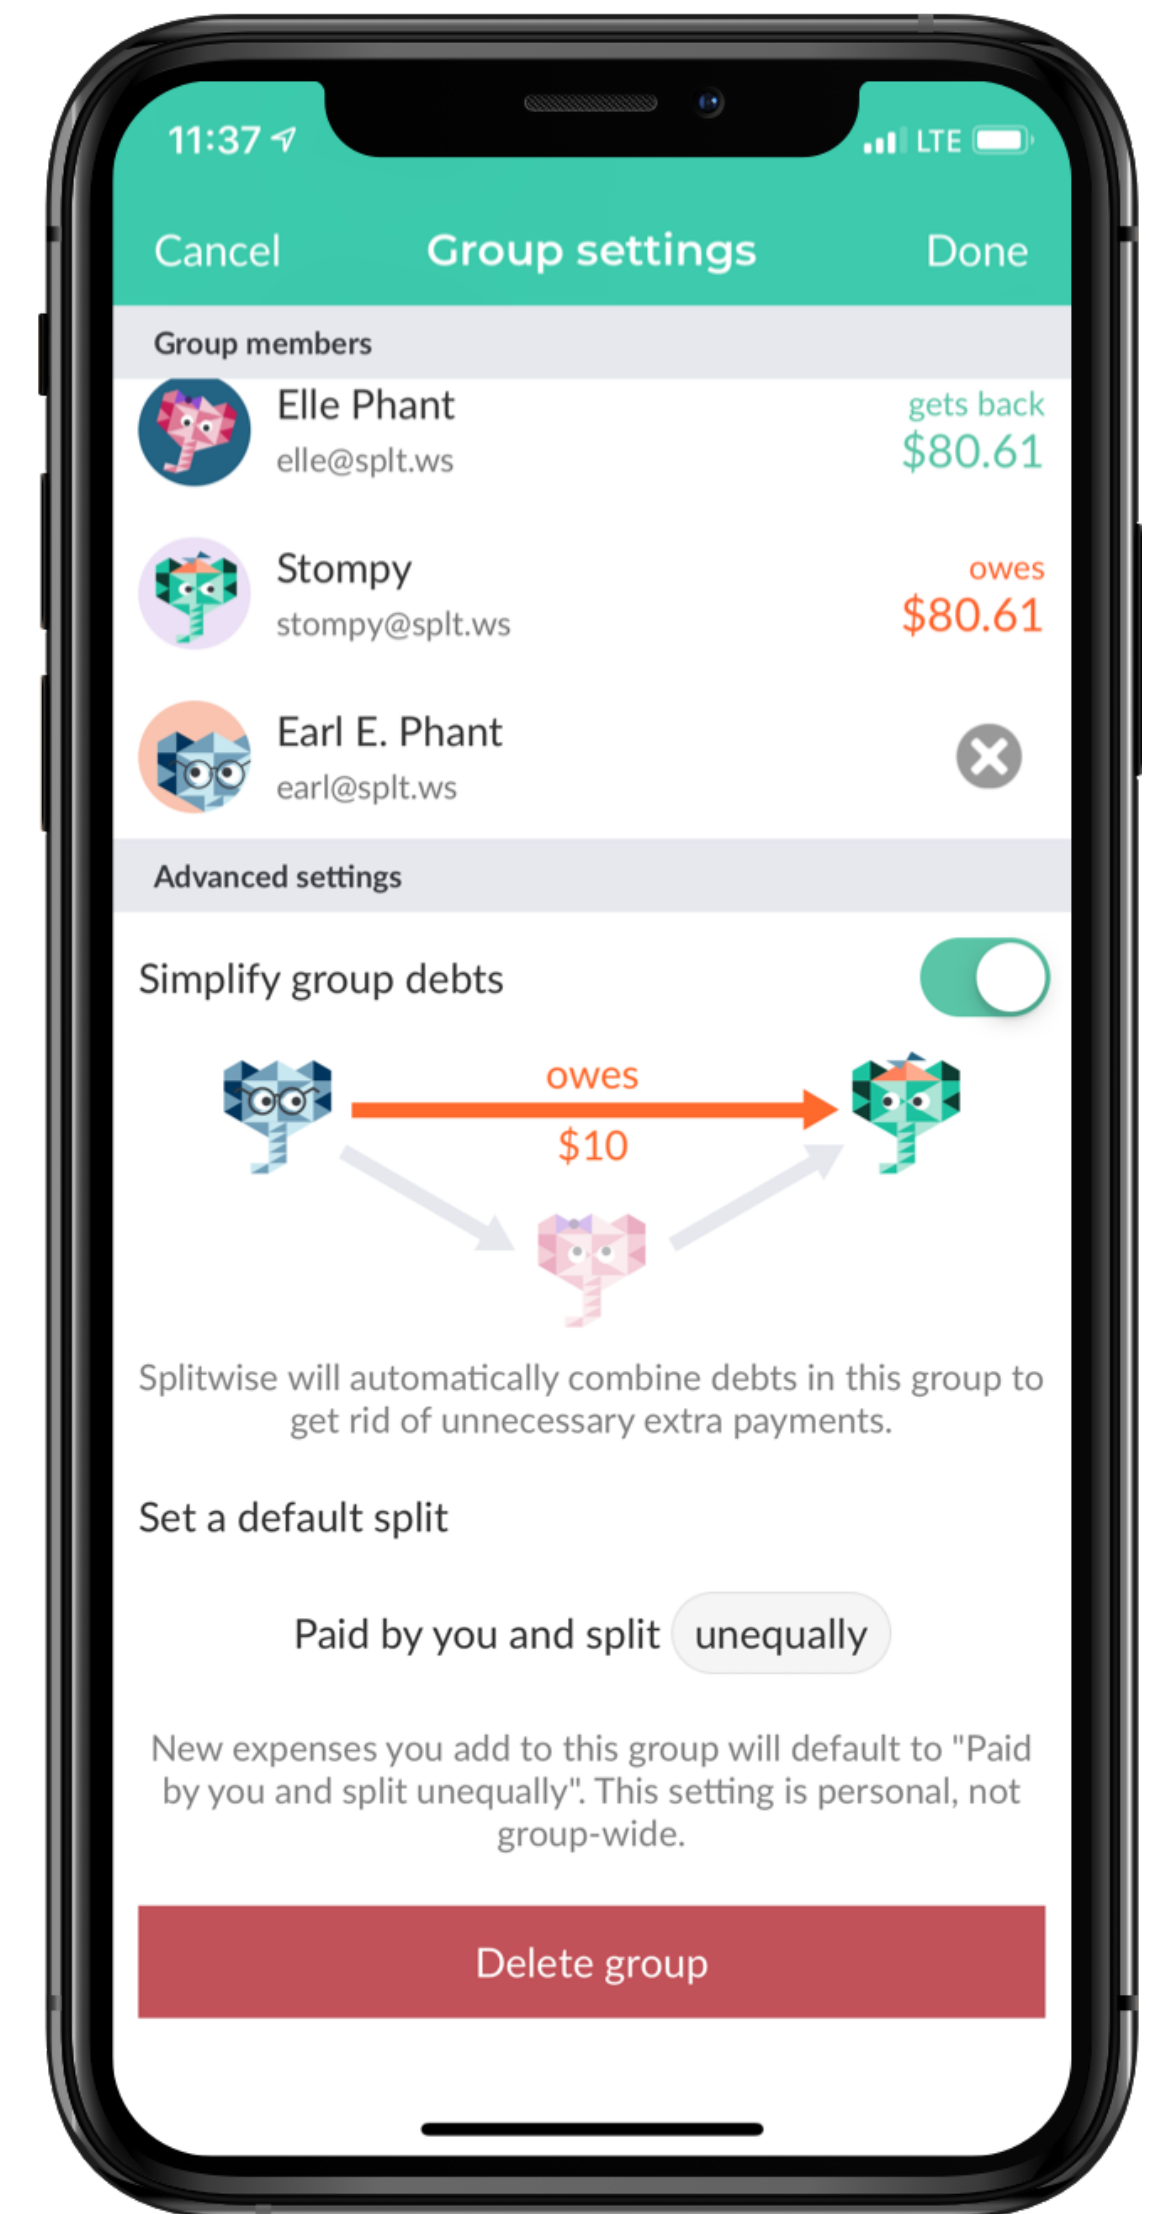 11:37 LTE
Cancel Group settings Done
Group members
Elle Phant gets back
elle@splt.ws $80.61
Stompy owes
stompy@splt.ws $80.61
Earl E. Phant
earl@splt.ws
Advanced settings
Simplify group debts
owes
$10
Splitwise will automatically combine debts in this group to
get rid of unnecessary extra payments.
Set a default split
Paid by you and split unequally
New expenses you add to this group will default to "Paid
by you and split unequally". This setting is personal, not
group-wide.
Delete group